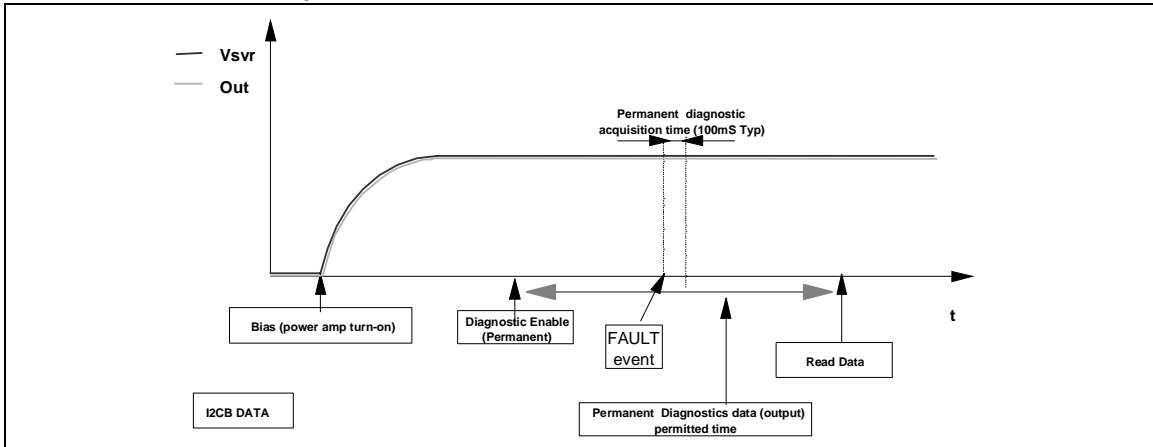 Vsvr
Out
Permanent diagnostic
acquisition time (100mS Typ)
t
Bias (power amp turn-on)
Diagnostic Enable
(Permanent)
FAULT
event
Read Data
I2CB DATA
Permanent Diagnostics data (output)
permitted time